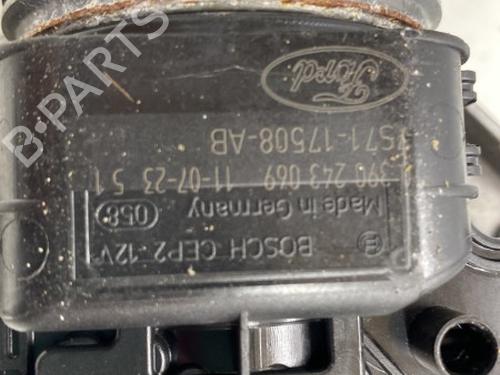 BOSCH CEP2 12V
Made in Germany 058
390 243 069 11-07-23 5 1
S71-17508-AB
Ford
B-PARTS